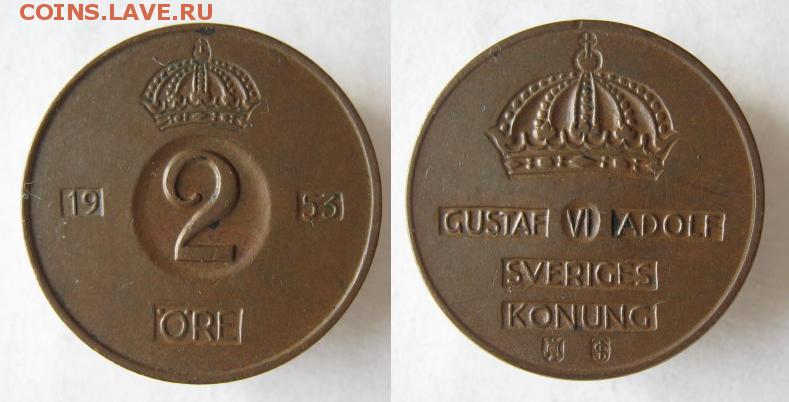 COINS.LAVE.RU
19 2 53
ÖRE
GUSTAF VI ADOLF
SVERIGES
KONUNG